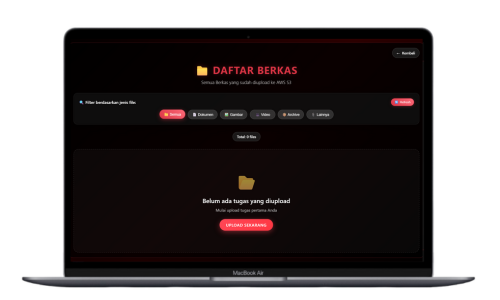 ← Kembali
DAFTAR BERKAS
Semua Berkas yang sudah diupload ke AWS S3
Filter berdasarkan jenis file:
Semua Dokumen Gambar Video Archive Lainnya
Total: 0 files
Belum ada tugas yang diupload
Mulai upload tugas pertama Anda
UPLOAD SEKARANG
MacBook Air